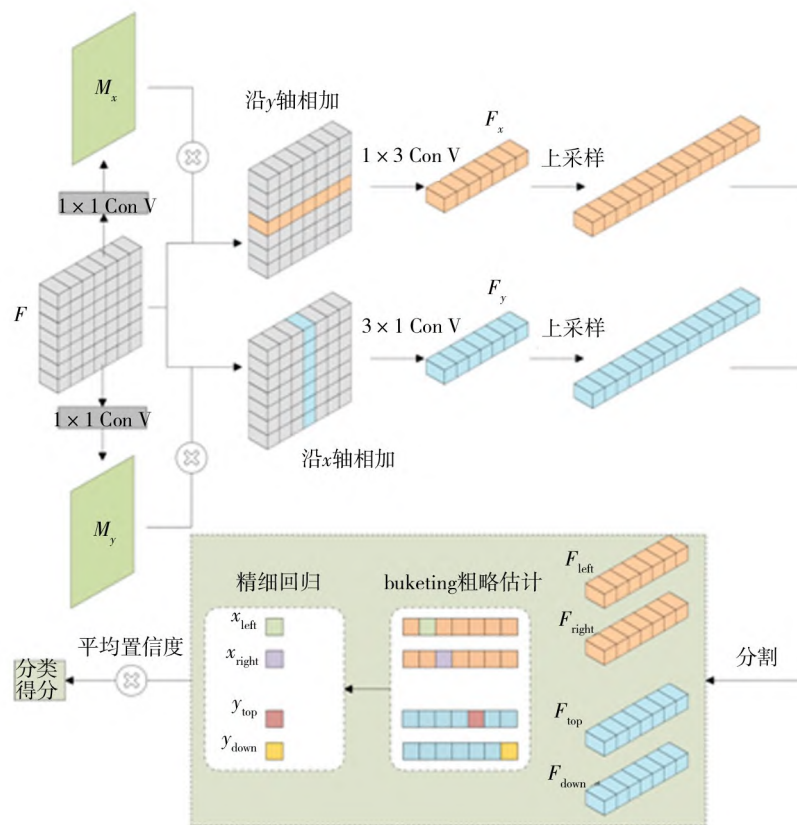 M_x
沿y轴相加
F_x
1 × 3 Con V
上采样
1 × 1 Con V
F
F_y
3 × 1 Con V
上采样
1 × 1 Con V
沿x轴相加
M_y
精细回归
buketing粗略估计
F_left
x_left
F_right
平均置信度
x_right
分割
分类
得分
y_top
F_top
y_down
F_down